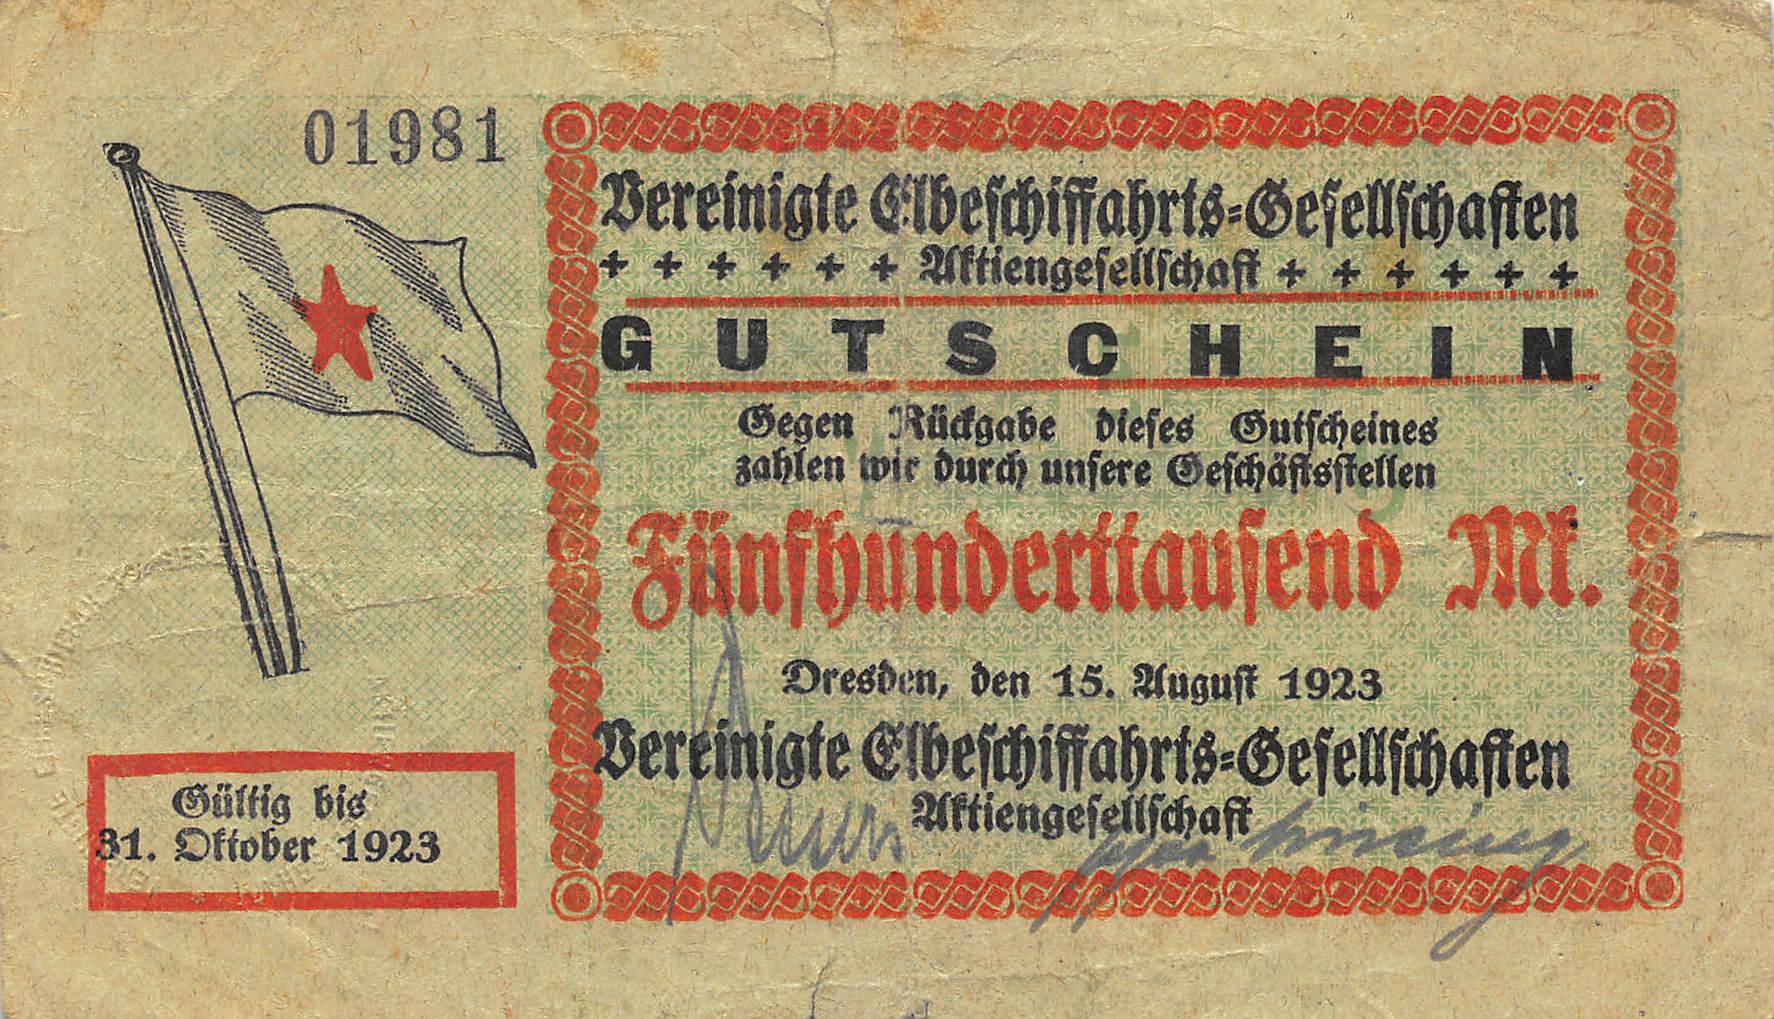 01981
Vereinigte Elbeschiffahrts-Gesellschaften
+ + + + + + Aktiengesellschaft + + + + + +
GUTSCHEIN
Gegen Rückgabe dieses Gutscheines
zahlen wir durch unsere Geschäftsstellen
Fünfhunderttausend Mk.
Dresden, den 15. August 1923
Vereinigte Elbeschiffahrts-Gesellschaften
Aktiengesellschaft
Gültig bis
31. Oktober 1923